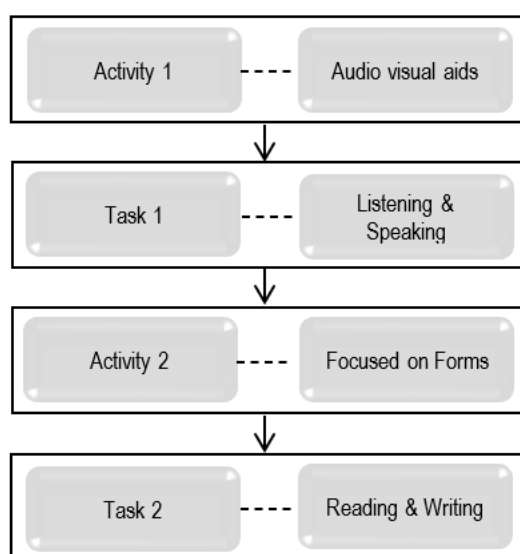 Activity 1
Audio visual aids
Task 1
Listening &
Speaking
Activity 2
Focused on Forms
Task 2
Reading & Writing